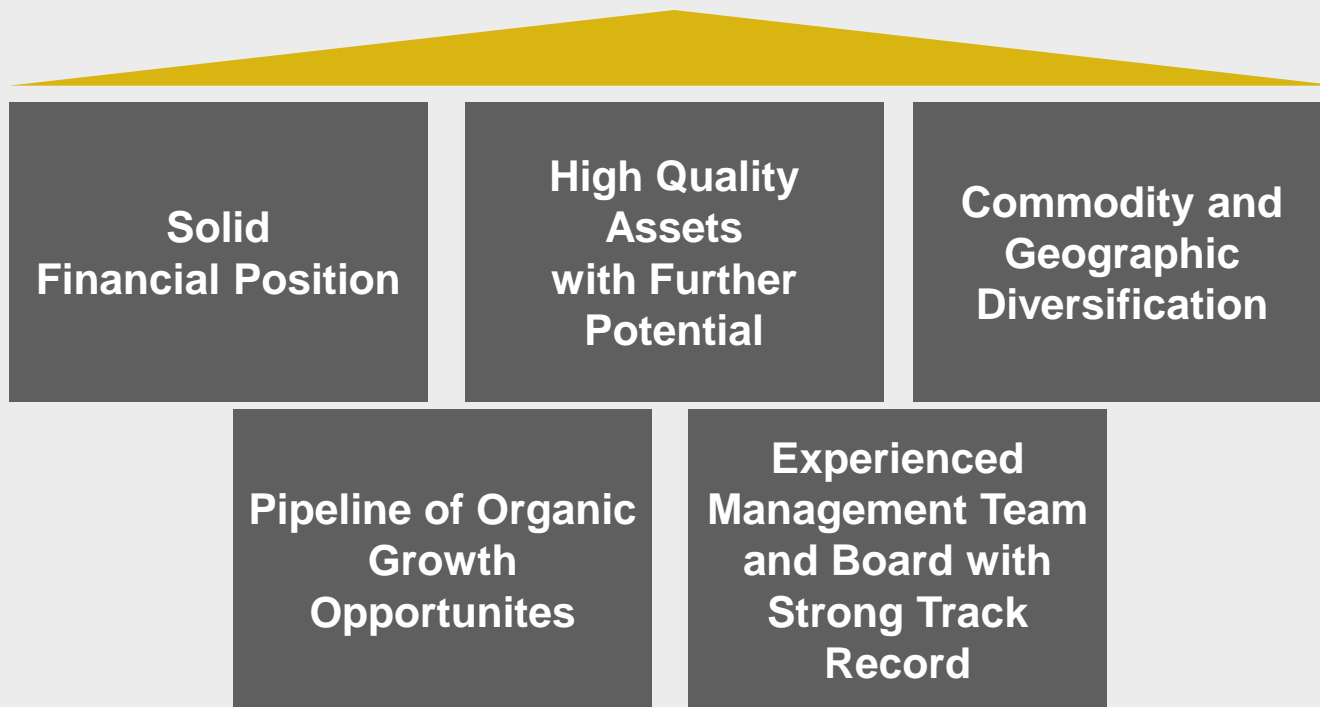 Solid
Financial Position
High Quality
Assets
with Further
Potential
Commodity and
Geographic
Diversification
Pipeline of Organic
Growth
Opportunites
Experienced
Management Team
and Board with
Strong Track
Record